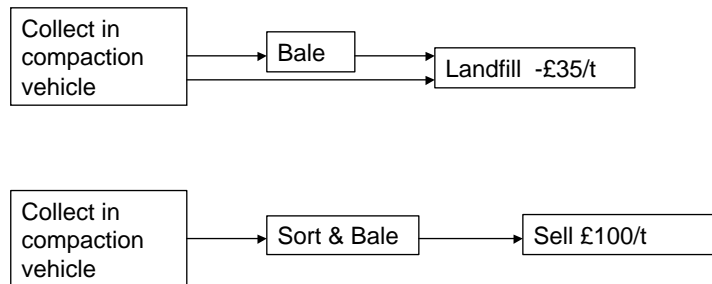 Collect in
compaction
vehicle
Bale
Landfill -£35/t
Collect in
compaction
vehicle
Sort & Bale
Sell £100/t